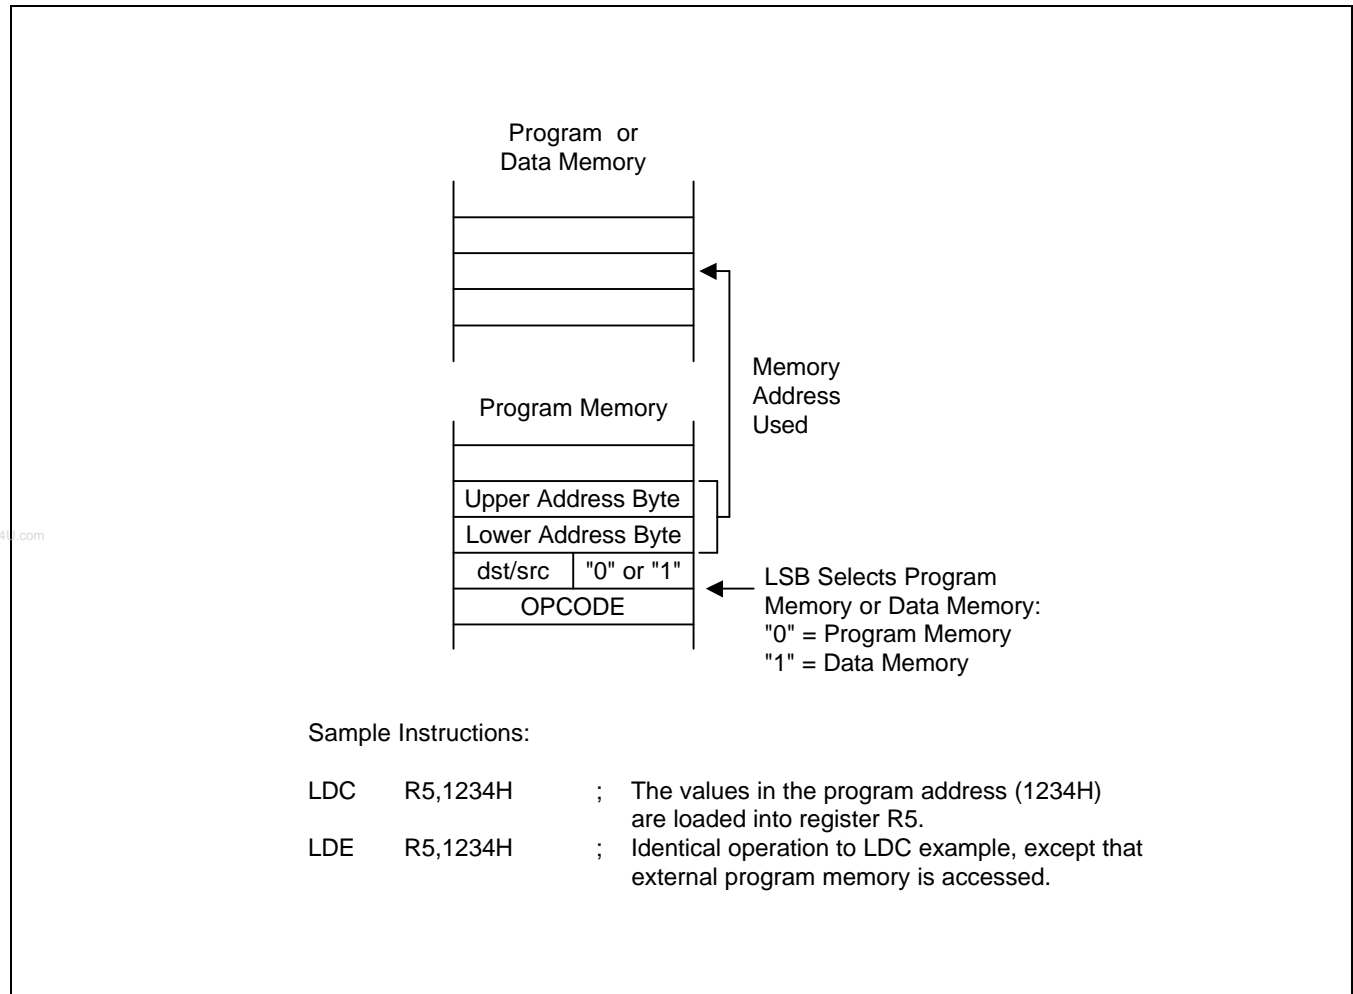 Program or
Data Memory
Memory
Address
Used
Program Memory
Upper Address Byte
Lower Address Byte
dst/src "0" or "1"
OPCODE
LSB Selects Program
Memory or Data Memory:
"0" = Program Memory
"1" = Data Memory
Sample Instructions:
LDC R5,1234H ; The values in the program address (1234H)
are loaded into register R5.
LDE R5,1234H ; Identical operation to LDC example, except that
external program memory is accessed.
4U.com